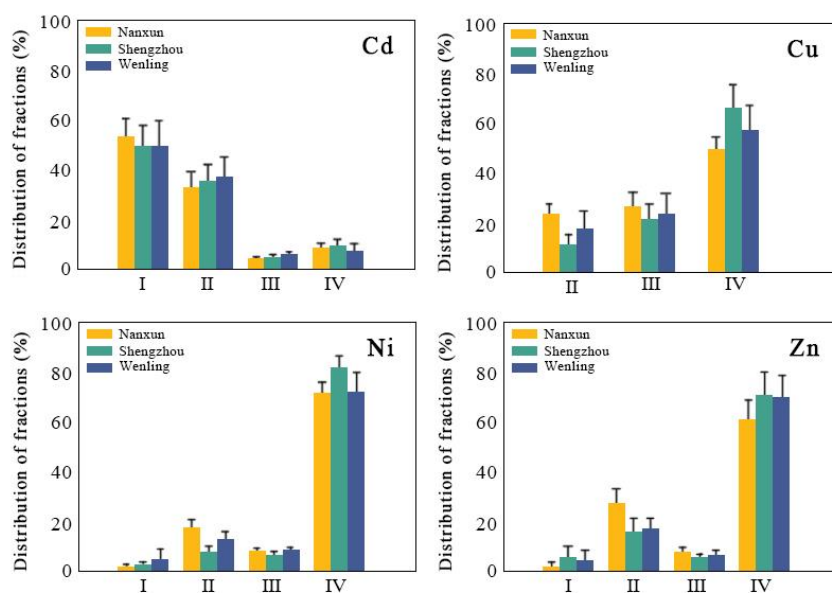 Distribution of fractions (%)
100
80
60
40
20
0
Nanxun
Shengzhou
Wenling
Cd
I II III IV
Distribution of fractions (%)
100
80
60
40
20
0
Nanxun
Shengzhou
Wenling
Cu
II III IV
Distribution of fractions (%)
100
80
60
40
20
0
Nanxun
Shengzhou
Wenling
Ni
I II III IV
Distribution of fractions (%)
100
80
60
40
20
0
Nanxun
Shengzhou
Wenling
Zn
I II III IV